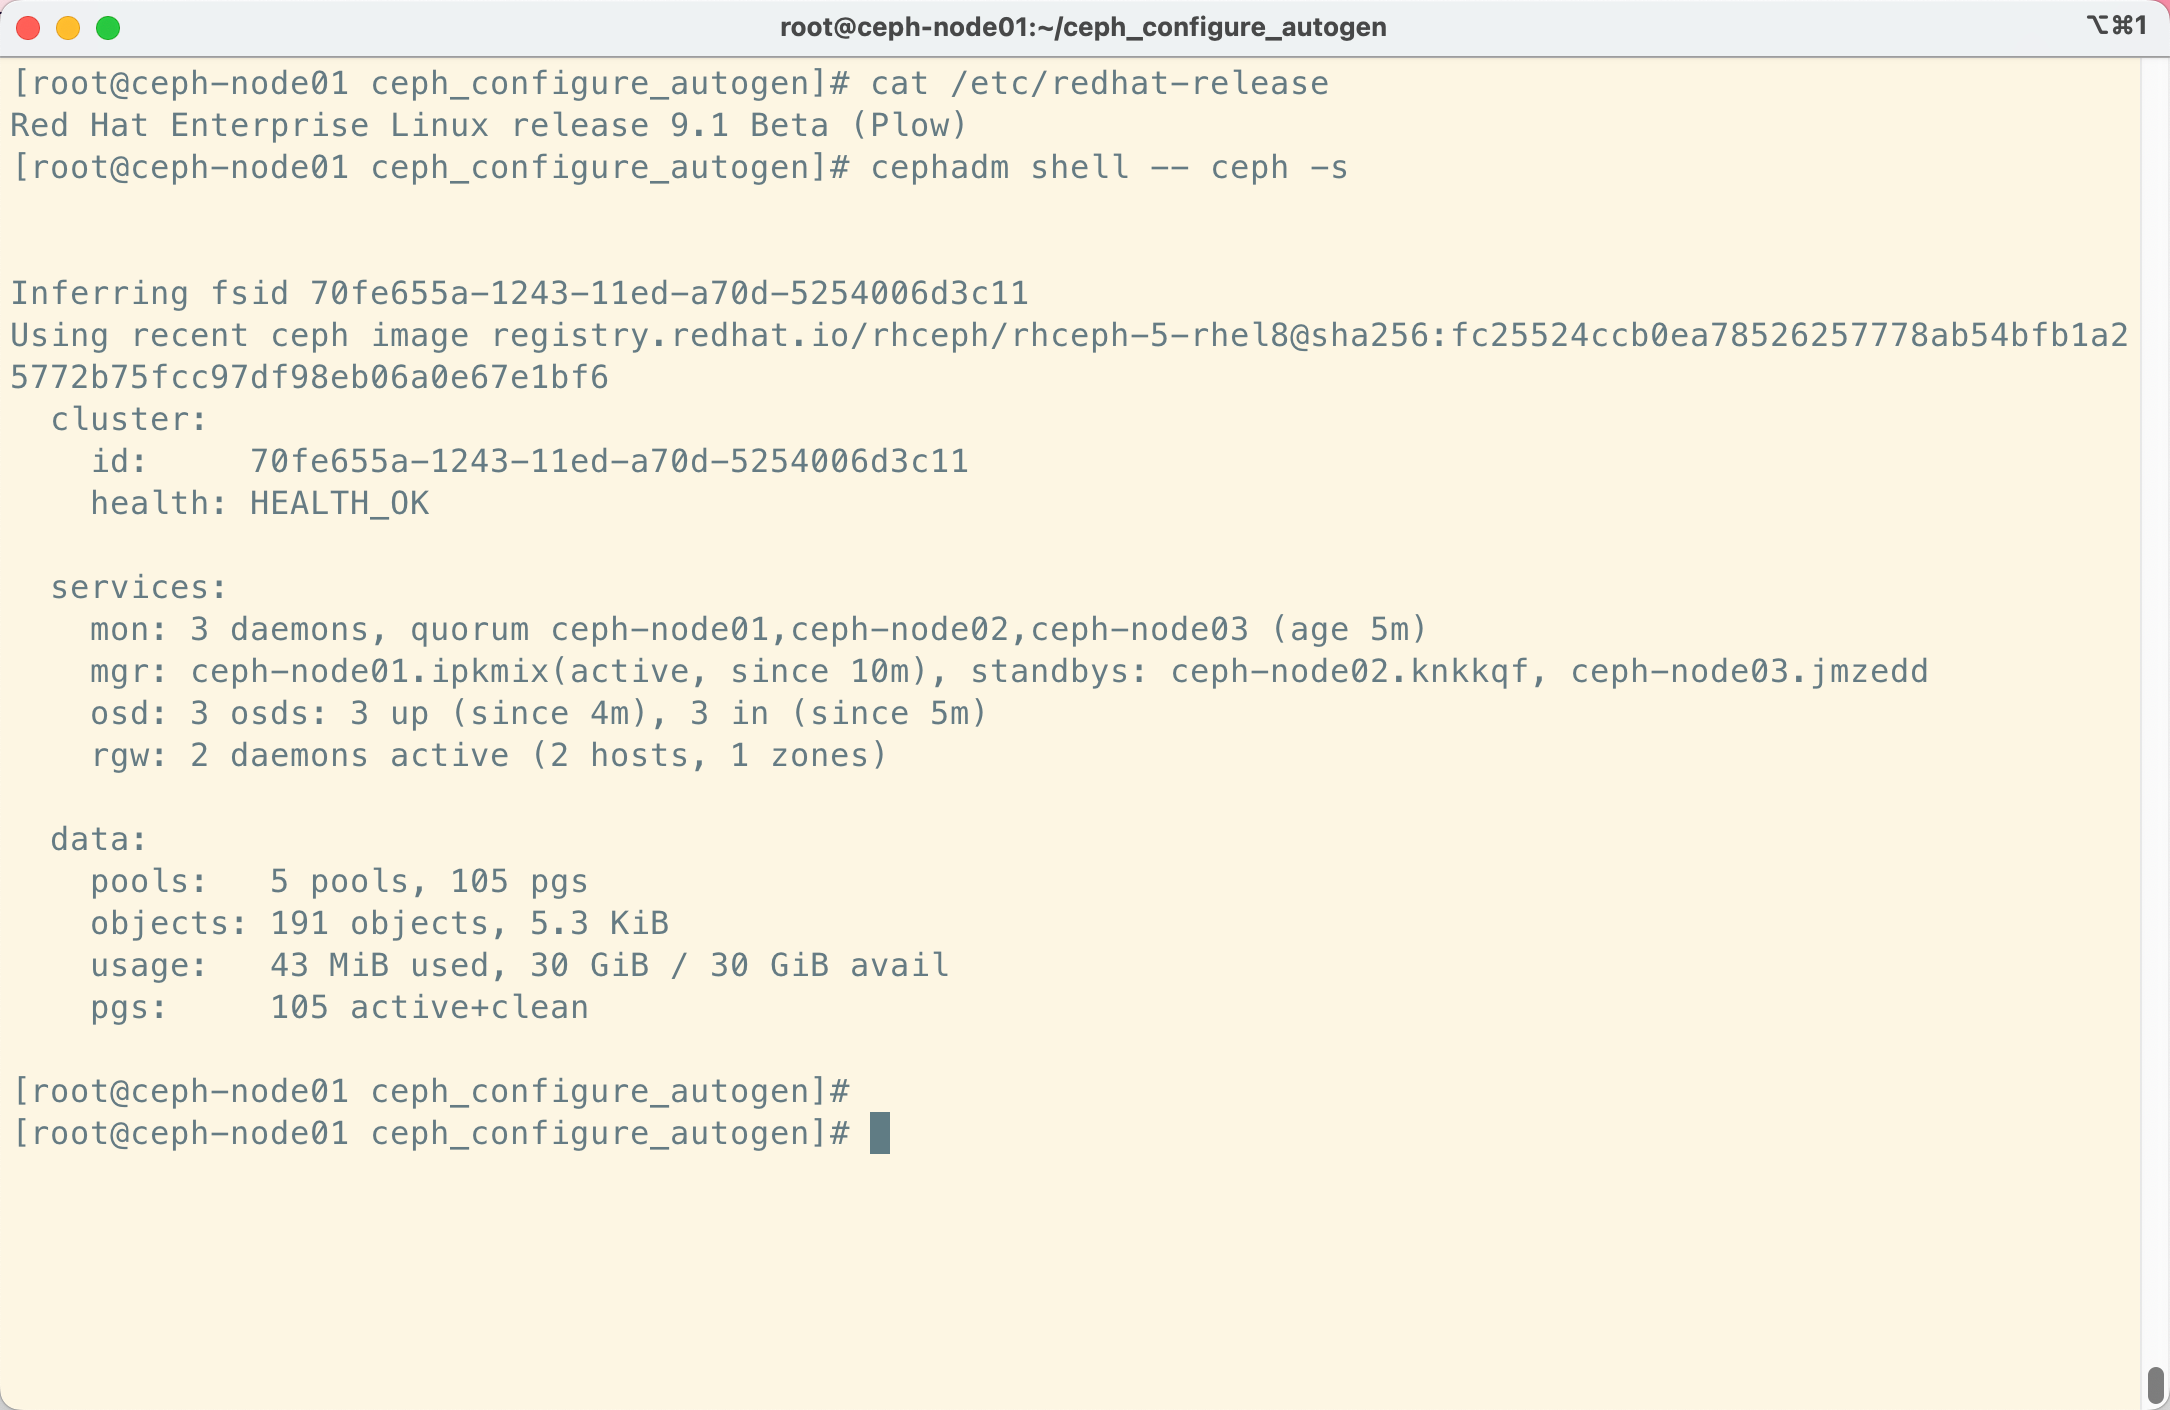 root@ceph-node01:~/ceph_configure_autogen
⌥⌘1
[root@ceph-node01 ceph_configure_autogen]# cat /etc/redhat-release
Red Hat Enterprise Linux release 9.1 Beta (Plow)
[root@ceph-node01 ceph_configure_autogen]# cephadm shell -- ceph -s
Inferring fsid 70fe655a-1243-11ed-a70d-5254006d3c11
Using recent ceph image registry.redhat.io/rhceph/rhceph-5-rhel8@sha256:fc25524ccb0ea78526257778ab54bfb1a2
5772b75fcc97df98eb06a0e67e1bf6
  cluster:
    id:     70fe655a-1243-11ed-a70d-5254006d3c11
    health: HEALTH_OK
  services:
    mon: 3 daemons, quorum ceph-node01,ceph-node02,ceph-node03 (age 5m)
    mgr: ceph-node01.ipkmix(active, since 10m), standbys: ceph-node02.knkkqf, ceph-node03.jmzedd
    osd: 3 osds: 3 up (since 4m), 3 in (since 5m)
    rgw: 2 daemons active (2 hosts, 1 zones)
  data:
    pools:   5 pools, 105 pgs
    objects: 191 objects, 5.3 KiB
    usage:   43 MiB used, 30 GiB / 30 GiB avail
    pgs:     105 active+clean
[root@ceph-node01 ceph_configure_autogen]#
[root@ceph-node01 ceph_configure_autogen]#